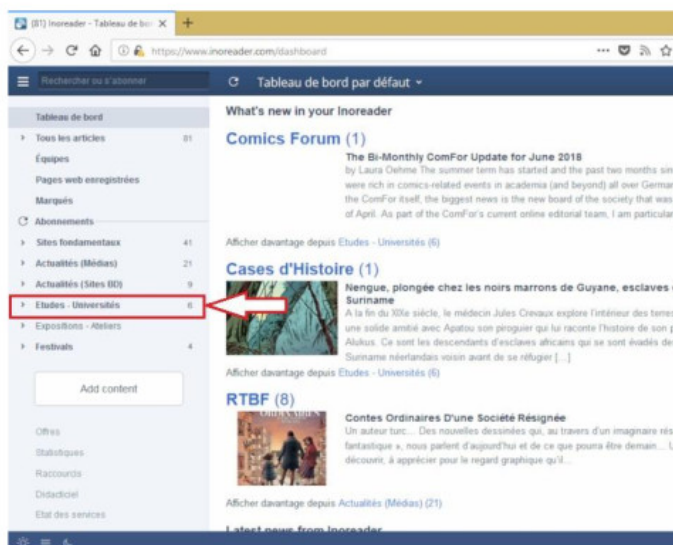 (81) Inoreader - Tableau de bor
https://www.inoreader.com/dashboard
Rechercher ou s'abonner
Tableau de bord par défaut
Tableau de bord
Tous les articles 81
Équipes
Pages web enregistrées
Marqués
Abonnements
Sites fondamentaux 41
Actualités (Médias) 21
Actualités (Sites BD) 9
Etudes - Universités 6
Expositions - Ateliers
Festivals 4
Add content
Offres
Statistiques
Raccourcis
Didacticiel
Etat des services
What's new in your Inoreader
Comics Forum (1)
The Bi-Monthly ComFor Update for June 2018
by Laura Oehme The summer term has started and the past two months sin
were rich in comics-related events in academia (and beyond) all over German
the ComFor itself, the biggest news is the new board of the society that was
of April. As part of the ComFor's current online editorial team, I am particular
Afficher davantage depuis Etudes - Universités (6)
Cases d'Histoire (1)
Nengue, plongée chez les noirs marrons de Guyane, esclaves
Suriname
A la fin du XIXe siècle, le médecin Jules Crevaux explore l'intérieur des terres
une solide amitié avec Apatou son piroguier qui lui raconte l'histoire de son p
Alukus. Ce sont les descendants d'esclaves africains qui se sont évadés de
Suriname néerlandais voisin avant de se réfugier [...]
Afficher davantage depuis Etudes - Universités (6)
RTBF (8)
ORDINAIRES
Contes Ordinaires D'une Société Résignée
Un auteur turc... Des nouvelles dessinées qui, au travers d'un imaginaire rés
fantastique », nous parlent d'aujourd'hui et de ce que pourra être demain... U
découvrir, à apprécier pour le regard graphique qu'il...
Afficher davantage depuis Actualités (Médias) (21)
Latest news from Inoreader